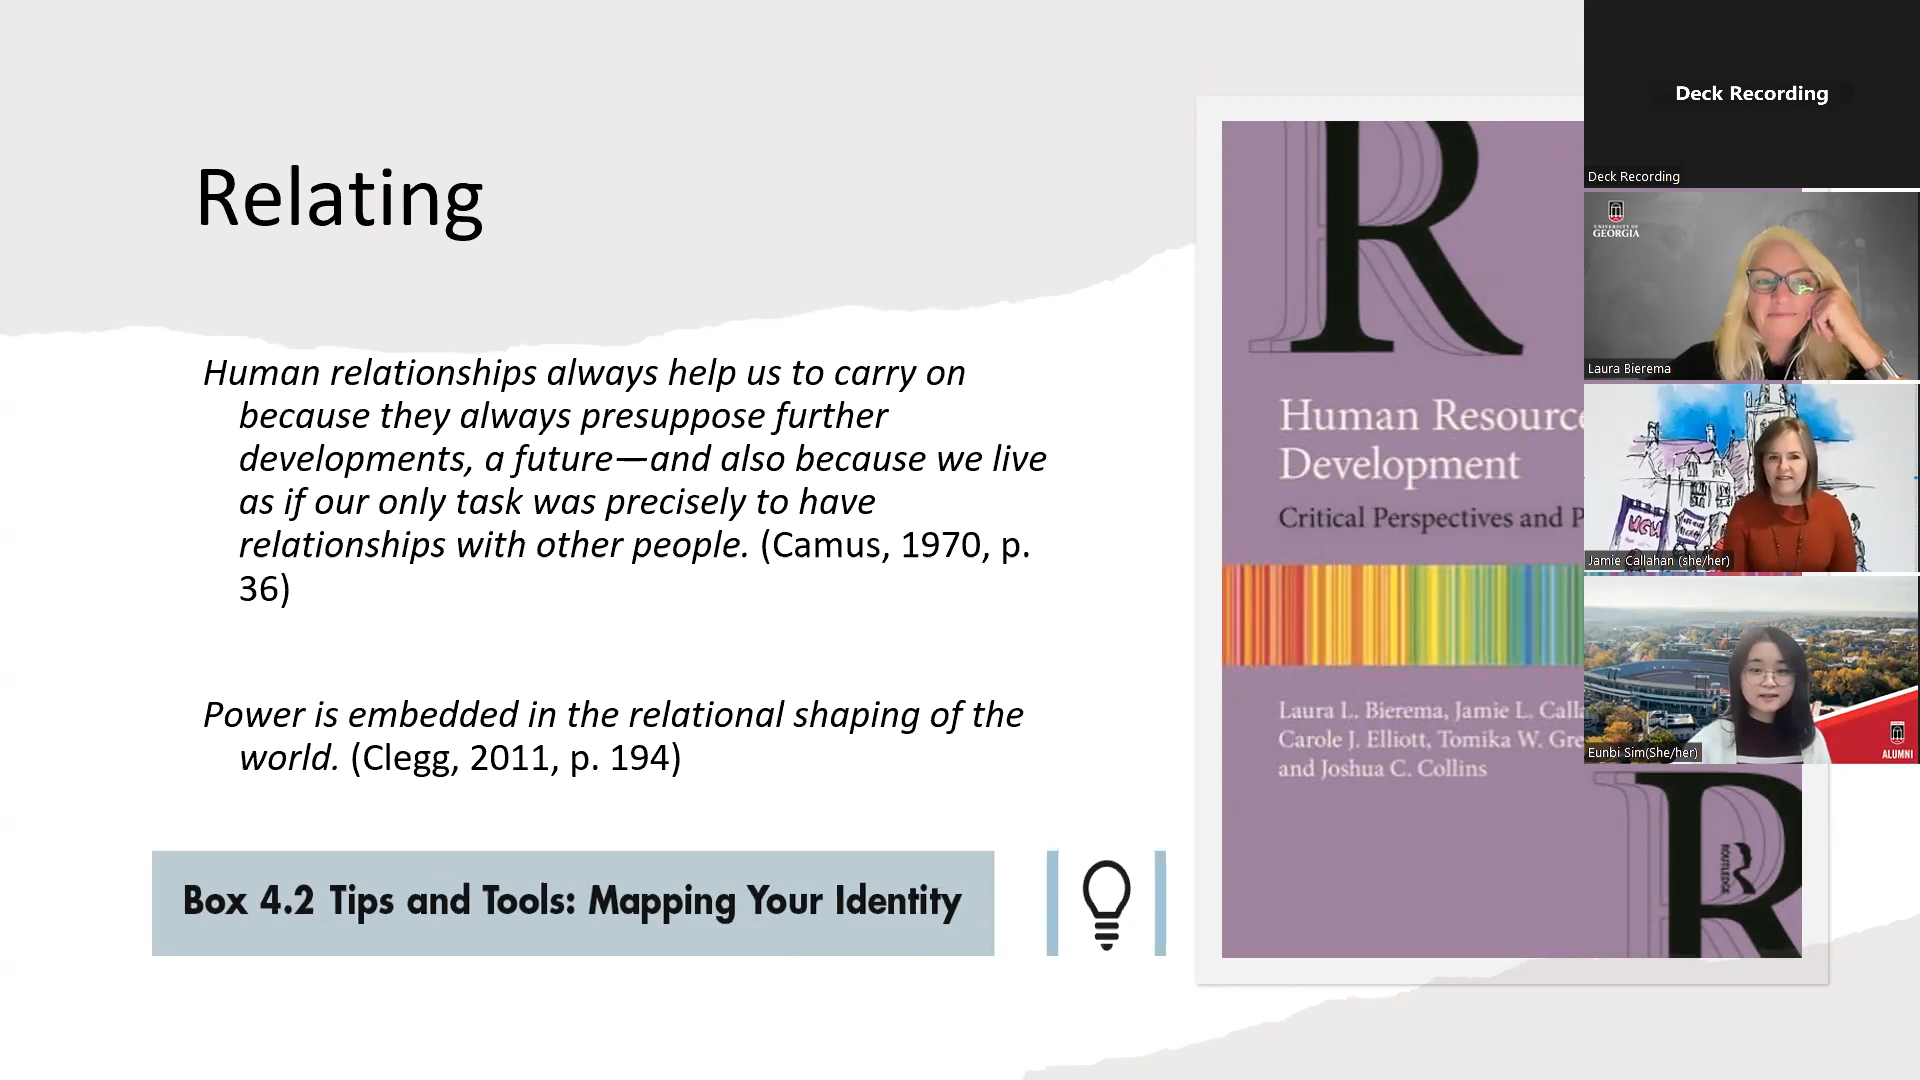 Relating
Human relationships always help us to carry on
because they always presuppose further
developments, a future—and also because we live
as if our only task was precisely to have
relationships with other people. (Camus, 1970, p.
36)
Power is embedded in the relational shaping of the
world. (Clegg, 2011, p. 194)
Box 4.2 Tips and Tools: Mapping Your Identity
R
Human Resource
Development
Critical Perspectives and P
Laura L. Bierema, Jamie L. Calla
Carole J. Elliott, Tomika W. Gre
and Joshua C. Collins
R
ROUTLEDGE
Deck Recording
Deck Recording
UNIVERSITY OF
GEORGIA
Laura Bierema
Jamie Callahan (she/her)
Eunbi Sim(She/her)
ALUMNI